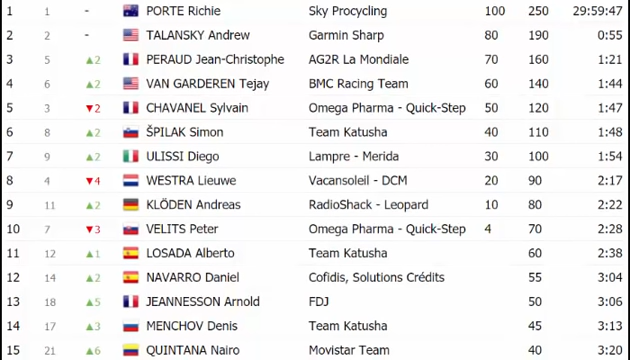 1 1 - PORTE Richie Sky Procycling 100 250 29:59:47
2 2 - TALANSKY Andrew Garmin Sharp 80 190 0:55
3 5 ▲2 PERAUD Jean-Christophe AG2R La Mondiale 70 160 1:21
4 6 ▲2 VAN GARDEREN Tejay BMC Racing Team 60 140 1:44
5 3 ▼2 CHAVANEL Sylvain Omega Pharma - Quick-Step 50 120 1:47
6 8 ▲2 ŠPILAK Simon Team Katusha 40 110 1:48
7 9 ▲2 ULISSI Diego Lampre - Merida 30 100 1:54
8 4 ▼4 WESTRA Lieuwe Vacansoleil - DCM 20 90 2:17
9 11 ▲2 KLÖDEN Andreas RadioShack - Leopard 10 80 2:22
10 7 ▼3 VELITS Peter Omega Pharma - Quick-Step 4 70 2:28
11 12 ▲1 LOSADA Alberto Team Katusha 60 2:38
12 14 ▲2 NAVARRO Daniel Cofidis, Solutions Crédits 55 3:04
13 18 ▲5 JEANNESSON Arnold FDJ 50 3:06
14 17 ▲3 MENCHOV Denis Team Katusha 45 3:13
15 21 ▲6 QUINTANA Nairo Movistar Team 40 3:20